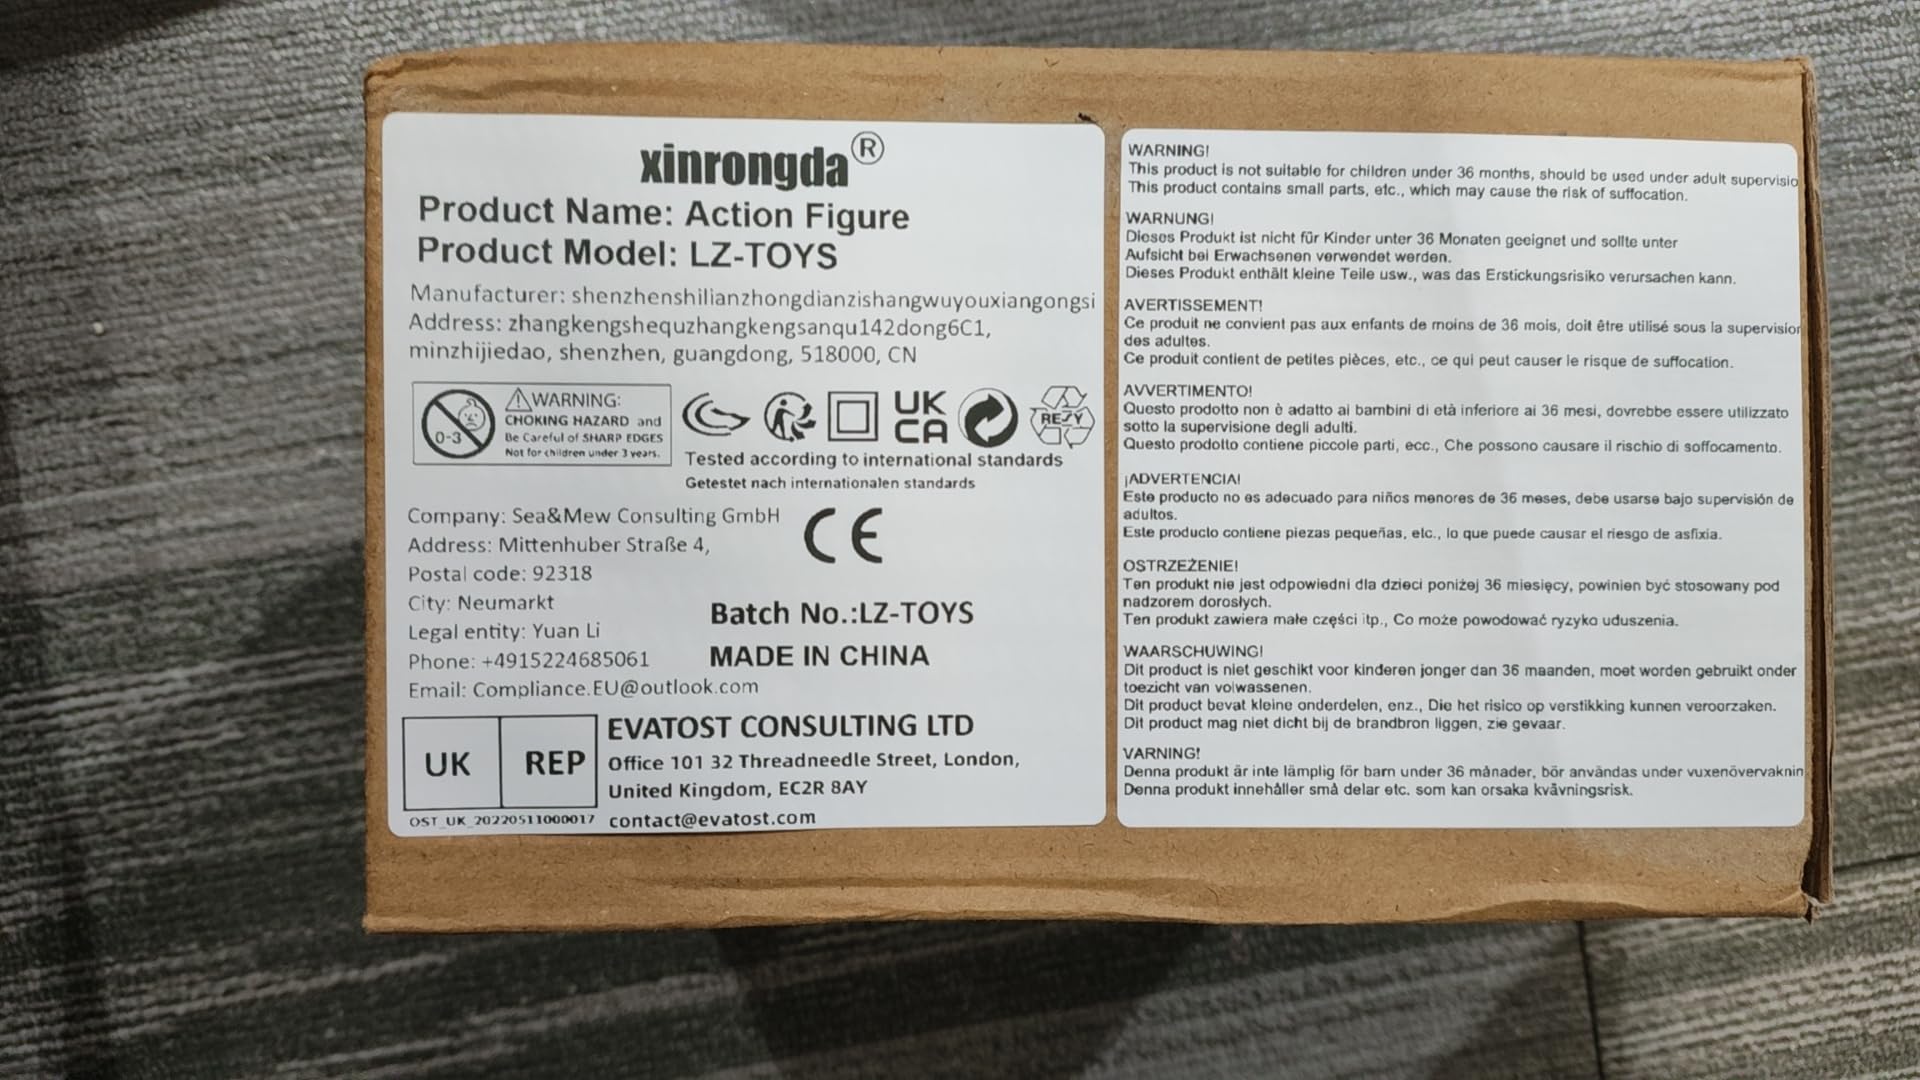 xinrongda®
Product Name: Action Figure
Product Model: LZ-TOYS
Manufacturer: shenzhenshilianzhongdianzishangwuyouxiangongsi
Address: zhangkengshequzhangkengsanqu142dong6C1,
minzhijiedao, shenzhen, guangdong, 518000, CN
0-3
WARNING:
CHOKING HAZARD and
Be Careful of SHARP EDGES
Not for children under 3 years.
UK
CA
RESY
Tested according to international standards
Getestet nach internationalen standards
Company: Sea&Mew Consulting GmbH
Address: Mittenhuber Straße 4,
Postal code: 92318
City: Neumarkt
Legal entity: Yuan Li
Phone: +4915224685061
Email: Compliance.EU@outlook.com
CE
Batch No.:LZ-TOYS
MADE IN CHINA
UK REP
OST_UK_20220511000017
EVATOST CONSULTING LTD
Office 101 32 Threadneedle Street, London,
United Kingdom, EC2R 8AY
contact@evatost.com
WARNING!
This product is not suitable for children under 36 months, should be used under adult supervisio
This product contains small parts, etc., which may cause the risk of suffocation.
WARNUNG!
Dieses Produkt ist nicht für Kinder unter 36 Monaten geeignet und sollte unter
Aufsicht bei Erwachsenen verwendet werden.
Dieses Produkt enthält kleine Teile usw., was das Erstickungsrisiko verursachen kann.
AVERTISSEMENT!
Ce produit ne convient pas aux enfants de moins de 36 mois, doit être utilisé sous la supervision
des adultes.
Ce produit contient de petites pièces, etc., ce qui peut causer le risque de suffocation.
AVVERTIMENTO!
Questo prodotto non è adatto ai bambini di età inferiore ai 36 mesi, dovrebbe essere utilizzato
sotto la supervisione degli adulti.
Questo prodotto contiene piccole parti, ecc., Che possono causare il rischio di soffocamento.
¡ADVERTENCIA!
Este producto no es adecuado para niños menores de 36 meses, debe usarse bajo supervisión de
adultos.
Este producto contiene piezas pequeñas, etc., lo que puede causar el riesgo de asfixia.
OSTRZEŻENIE!
Ten produkt nie jest odpowiedni dla dzieci poniżej 36 miesięcy, powinien być stosowany pod
nadzorem dorosłych.
Ten produkt zawiera małe części itp., Co może powodować ryzyko uduszenia.
WAARSCHUWING!
Dit product is niet geschikt voor kinderen jonger dan 36 maanden, moet worden gebruikt onder
toezicht van volwassenen.
Dit product bevat kleine onderdelen, enz., Die het risico op verstikking kunnen veroorzaken.
Dit product mag niet dicht bij de brandbron liggen, zie gevaar.
VARNING!
Denna produkt är inte lämplig för barn under 36 månader, bör användas under vuxenövervaknin
Denna produkt innehåller små delar etc. som kan orsaka kvävningsrisk.